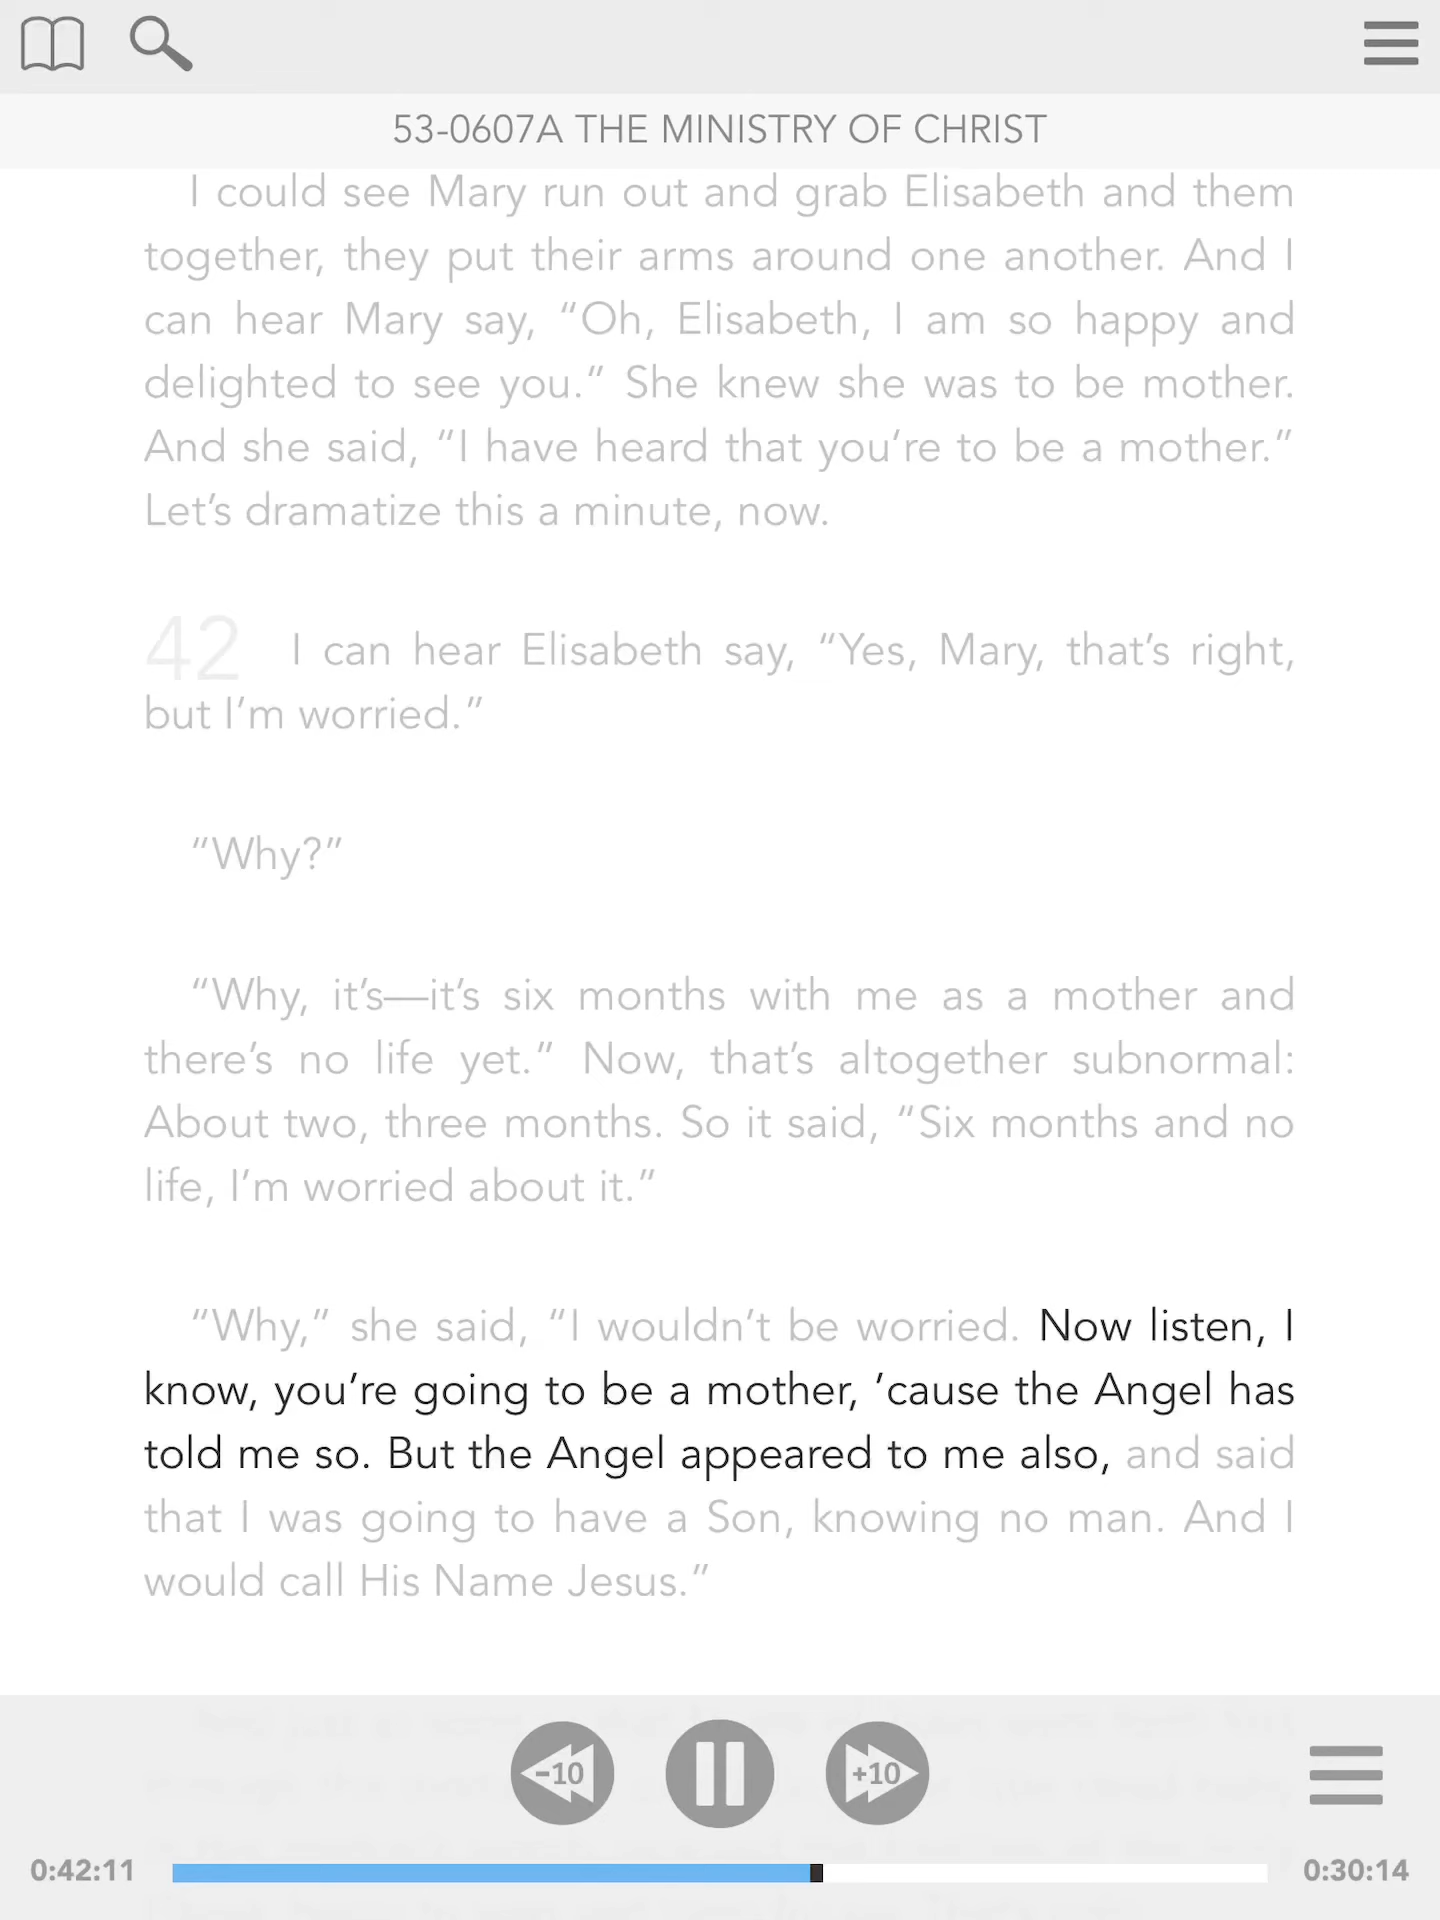 53-0607A THE MINISTRY OF CHRIST
I could see Mary run out and grab Elisabeth and them
together, they put their arms around one another. And I
can hear Mary say, “Oh, Elisabeth, I am so happy and
delighted to see you.” She knew she was to be mother.
And she said, “I have heard that you’re to be a mother.”
Let’s dramatize this a minute, now.
42 I can hear Elisabeth say, “Yes, Mary, that’s right,
but I’m worried.”
“Why?”
“Why, it’s—it’s six months with me as a mother and
there’s no life yet.” Now, that’s altogether subnormal:
About two, three months. So it said, “Six months and no
life, I’m worried about it.”
“Why,” she said, “I wouldn’t be worried. Now listen, I
know, you’re going to be a mother, ’cause the Angel has
told me so. But the Angel appeared to me also, and said
that I was going to have a Son, knowing no man. And I
would call His Name Jesus.”
-10 +10
0:42:11 0:30:14